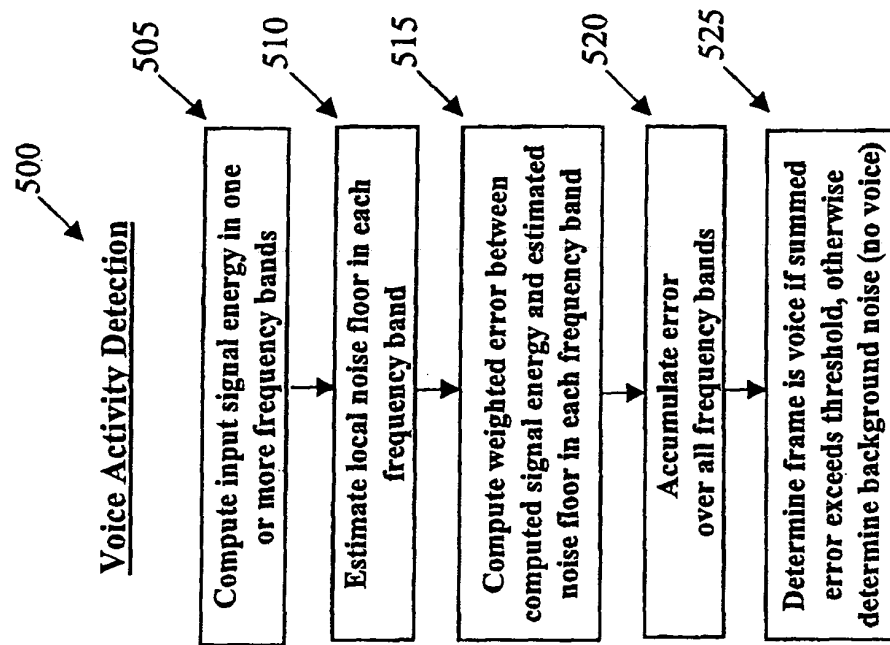 500
Voice Activity Detection
505
Compute input signal energy in one
or more frequency bands
510
Estimate local noise floor in each
frequency band
515
Compute weighted error between
computed signal energy and estimated
noise floor in each frequency band
520
Accumulate error
over all frequency bands
525
Determine frame is voice if summed
error exceeds threshold, otherwise
determine background noise (no voice)